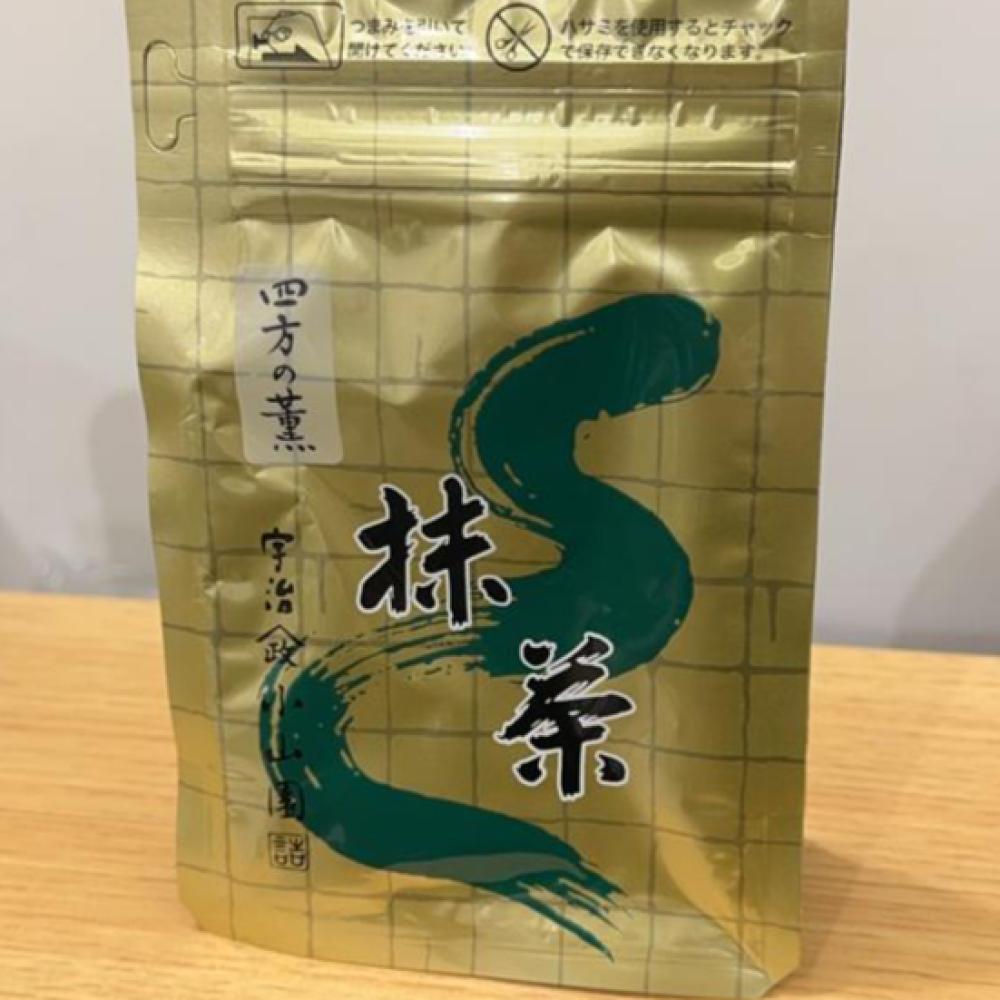 つまみを引いて
開けてください
ハサミを使用するとチャック
で保存できなくなります。
四方の薫
抹茶
宇治政小山園
詰